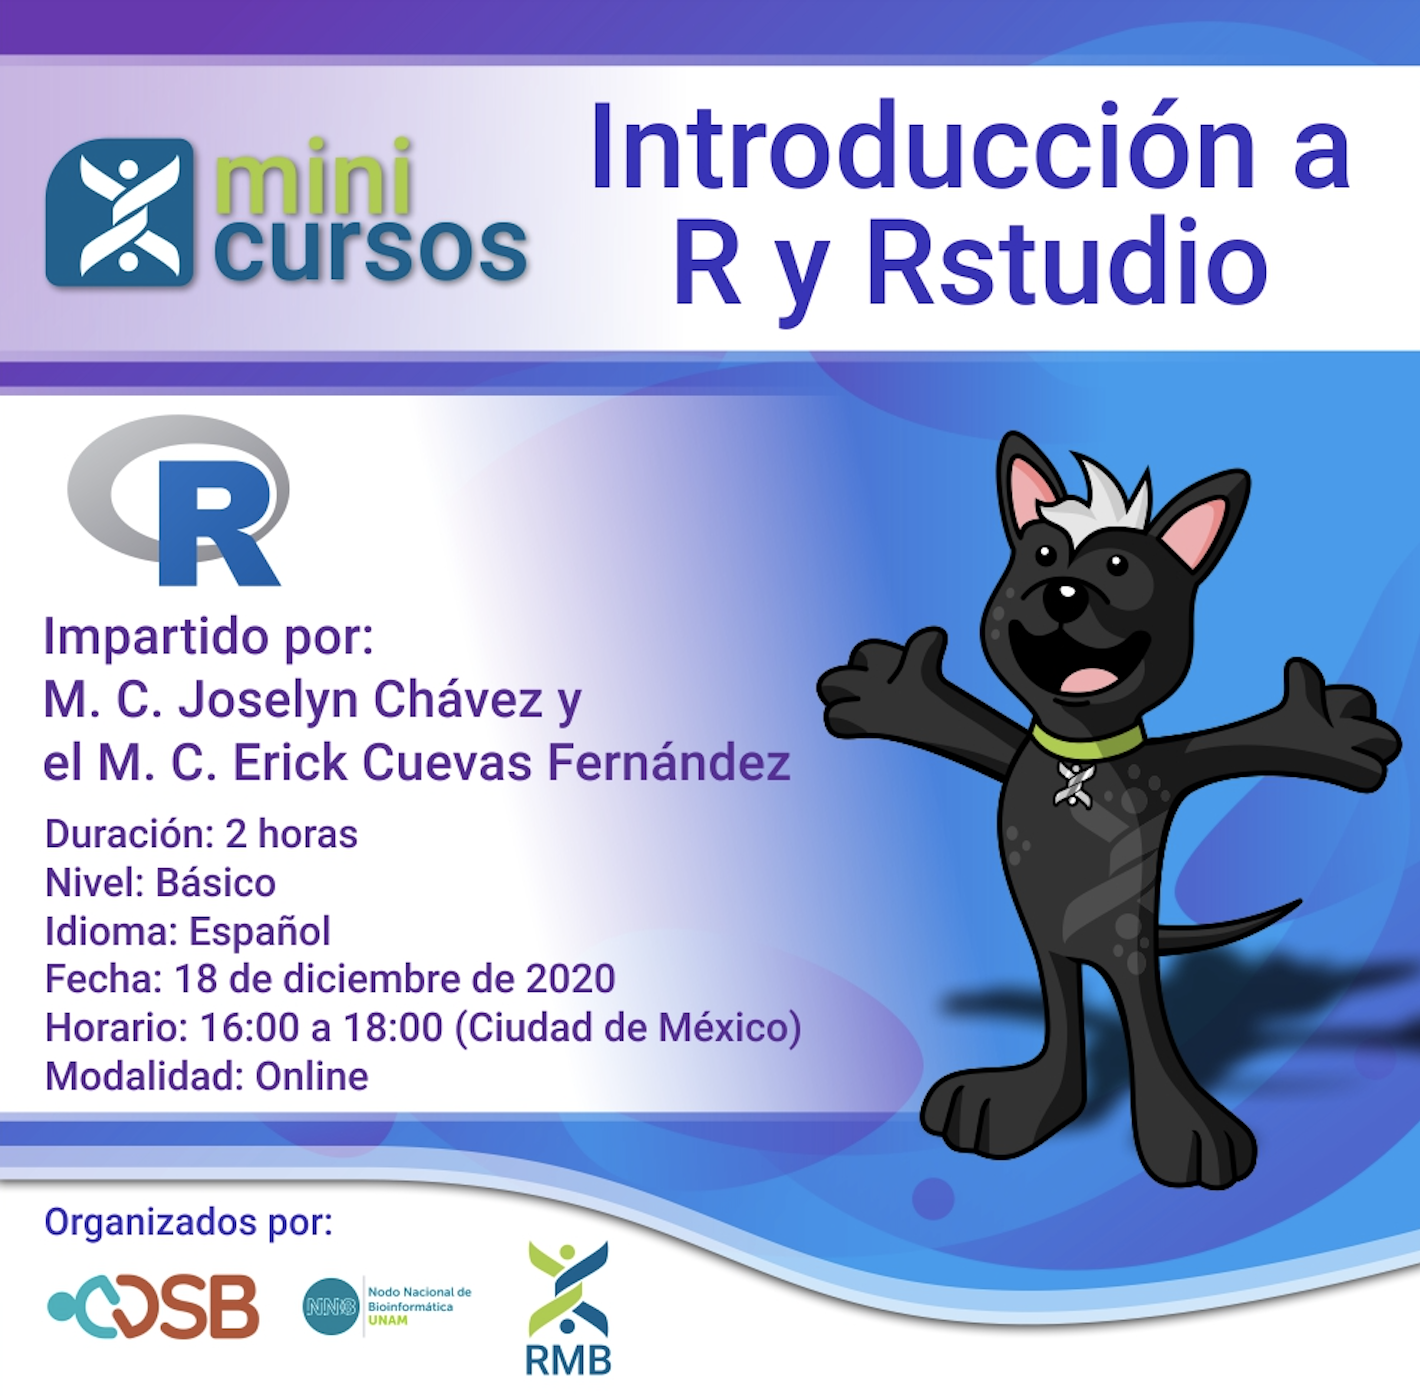 mini
cursos
Introducción a
R y Rstudio
R
Impartido por:
M. C. Joselyn Chávez y
el M. C. Erick Cuevas Fernández
Duración: 2 horas
Nivel: Básico
Idioma: Español
Fecha: 18 de diciembre de 2020
Horario: 16:00 a 18:00 (Ciudad de México)
Modalidad: Online
Organizados por:
CDSB
NNB
Nodo Nacional de
Bioinformática
UNAM
RMB